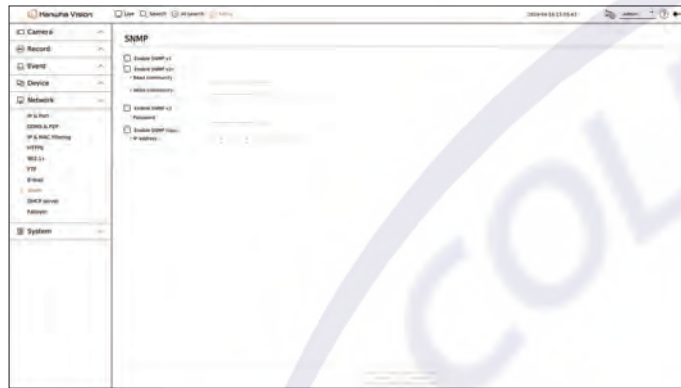 Hanwha Vision
Live
Search
AI Search
Camera
Record
Event
Device
Network
IP & Port
DDNS & P2P
IP & MAC Filtering
HTTPS
802.1x
FTP
E-mail
SNMP
DHCP server
Failover
System
SNMP
Enable SNMP v1
Enable SNMP v2c
Read community
Write community
Enable SNMP v3
Password
Enable SNMP traps
IP address
COL